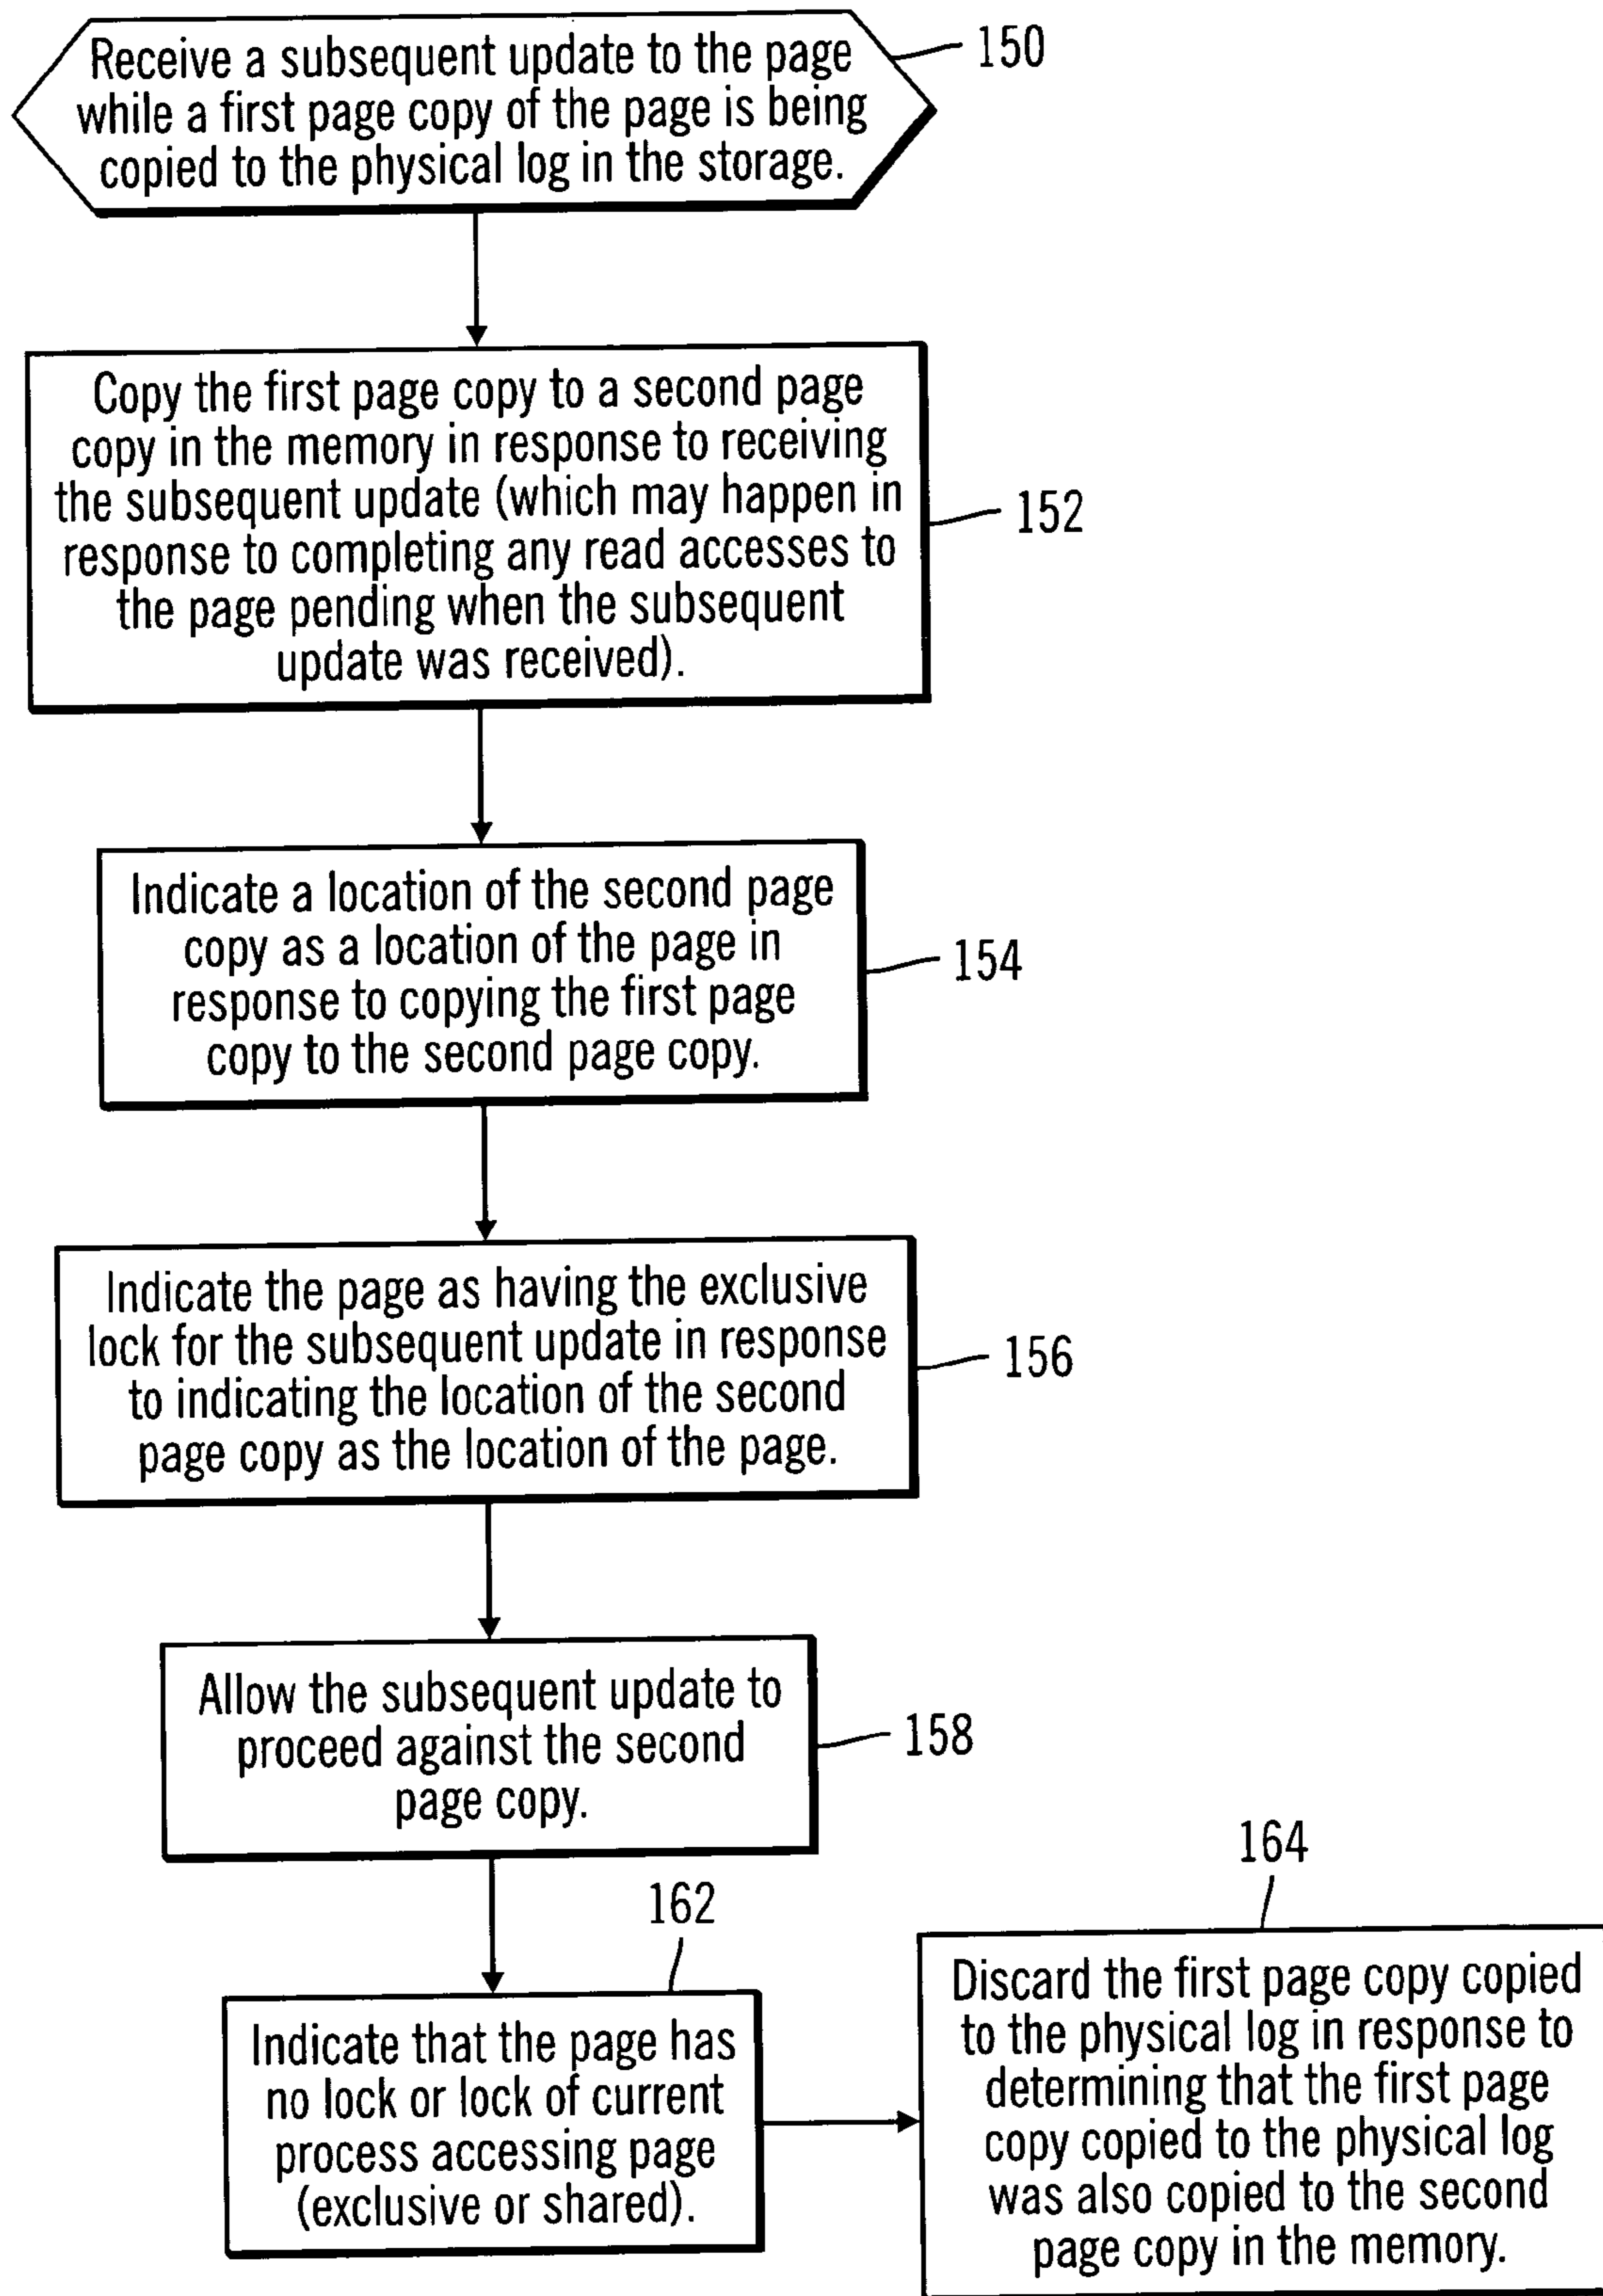 Receive a subsequent update to the page
while a first page copy of the page is being
copied to the physical log in the storage.
150
Copy the first page copy to a second page
copy in the memory in response to receiving
the subsequent update (which may happen in
response to completing any read accesses to
the page pending when the subsequent
update was received).
152
Indicate a location of the second page
copy as a location of the page in
response to copying the first page
copy to the second page copy.
154
Indicate the page as having the exclusive
lock for the subsequent update in response
to indicating the location of the second
page copy as the location of the page.
156
Allow the subsequent update to
proceed against the second
page copy.
158
162
Indicate that the page has
no lock or lock of current
process accessing page
(exclusive or shared).
164
Discard the first page copy copied
to the physical log in response to
determining that the first page
copy copied to the physical log
was also copied to the second
page copy in the memory.